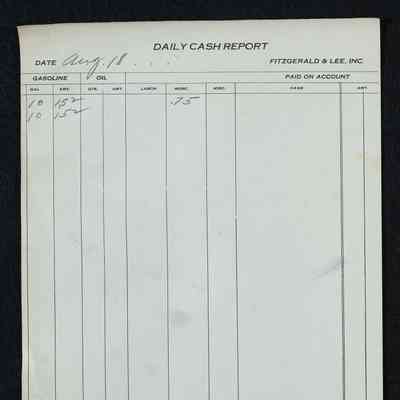 DAILY CASH REPORT
DATE Aug. 18 FITZGERALD & LEE, INC.
GASOLINE OIL PAID ON ACCOUNT
GAL. AMT. QTS. AMT. LABOR MDSE. MISC. NAME AMT.
10 152 .75
10 152